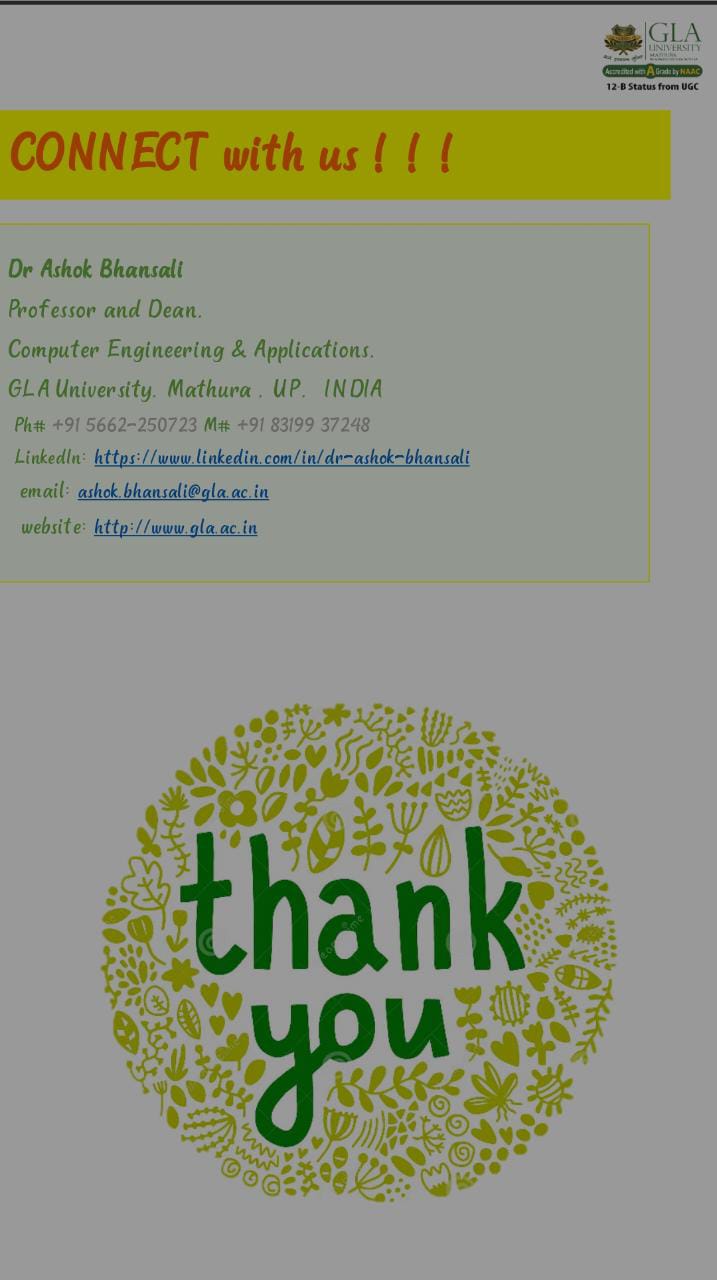 GLA
UNIVERSITY
MATHURA
Accredited with A Grade by NAAC
12-B Status from UGC
CONNECT with us ! ! !
Dr Ashok Bhansali
Professor and Dean.
Computer Engineering & Applications.
GLA University. Mathura . UP. INDIA
Ph# +91 5662-250723 M# +91 83199 37248
LinkedIn: https://www.linkedin.com/in/dr-ashok-bhansali
email: ashok.bhansali@gla.ac.in
website: http://www.gla.ac.in
thank
you